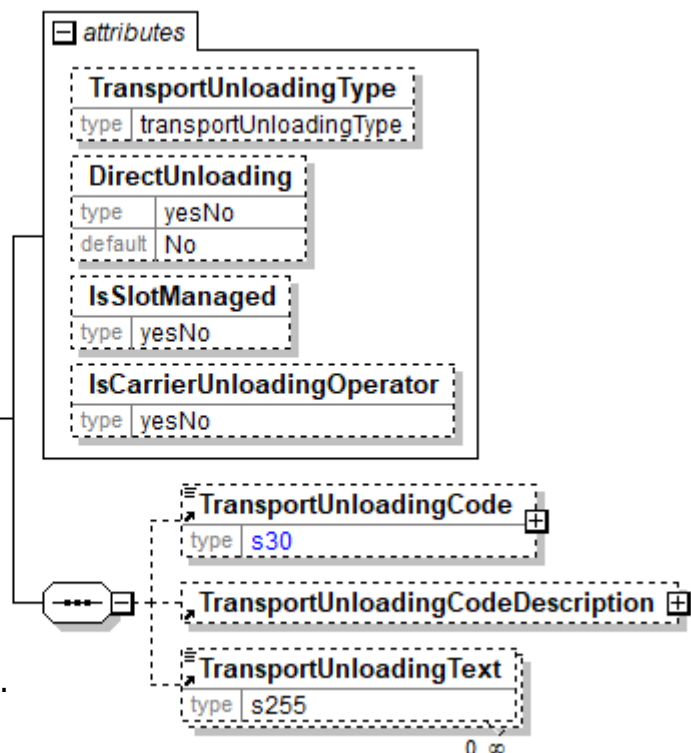 attributes
TransportUnloadingType
type transportUnloadingType
DirectUnloading
type yesNo
default No
IsSlotManaged
type yesNo
IsCarrierUnloadingOperator
type yesNo
TransportUnloadingCode
type s30
TransportUnloadingCodeDescription
TransportUnloadingText
type s255
.
0..∞